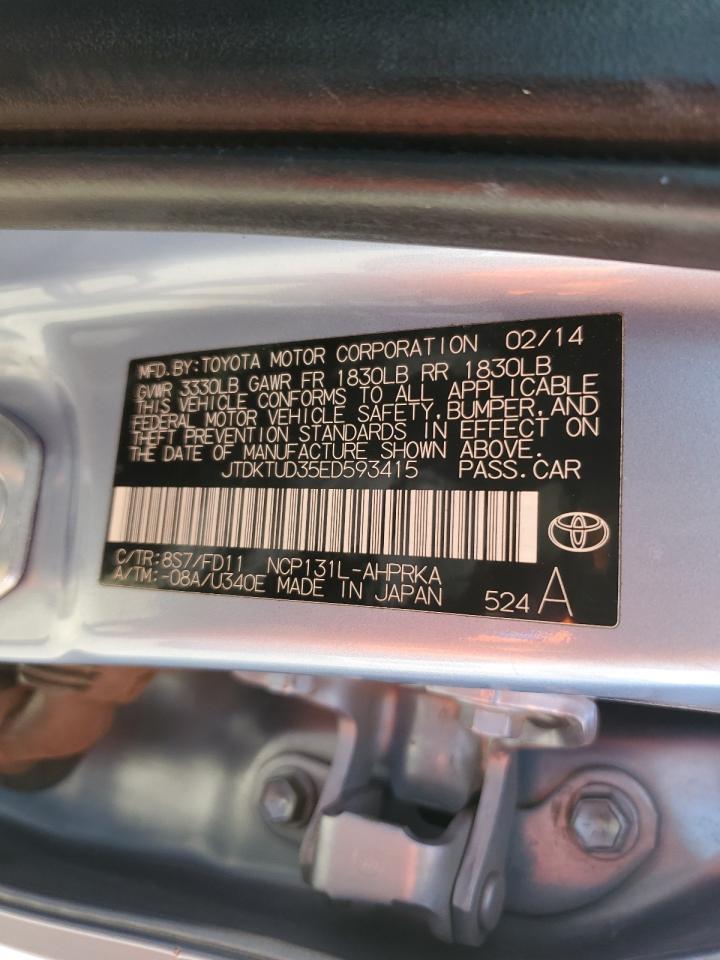 MFD.BY:TOYOTA MOTOR CORPORATION 02/14
GVWR 3330LB GAWR FR 1830LB RR 1830LB
THIS VEHICLE CONFORMS TO ALL APPLICABLE
FEDERAL MOTOR VEHICLE SAFETY,BUMPER,AND
THEFT PREVENTION STANDARDS IN EFFECT ON
THE DATE OF MANUFACTURE SHOWN ABOVE.
JTDKTUD35ED593415 PASS.CAR
C/TR:8S7/FD11 NCP131L-AHPRKA
A/TM:-08A/U340E MADE IN JAPAN 524 A